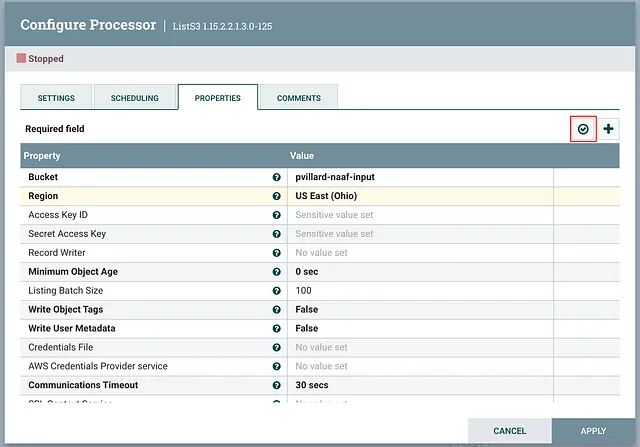 Configure Processor | ListS3 1.15.2.2.1.3.0-125
Stopped
SETTINGS SCHEDULING PROPERTIES COMMENTS
Required field
Property Value
Bucket pvillard-naaf-input
Region US East (Ohio)
Access Key ID Sensitive value set
Secret Access Key Sensitive value set
Record Writer No value set
Minimum Object Age 0 sec
Listing Batch Size 100
Write Object Tags False
Write User Metadata False
Credentials File No value set
AWS Credentials Provider service No value set
Communications Timeout 30 secs
CANCEL APPLY